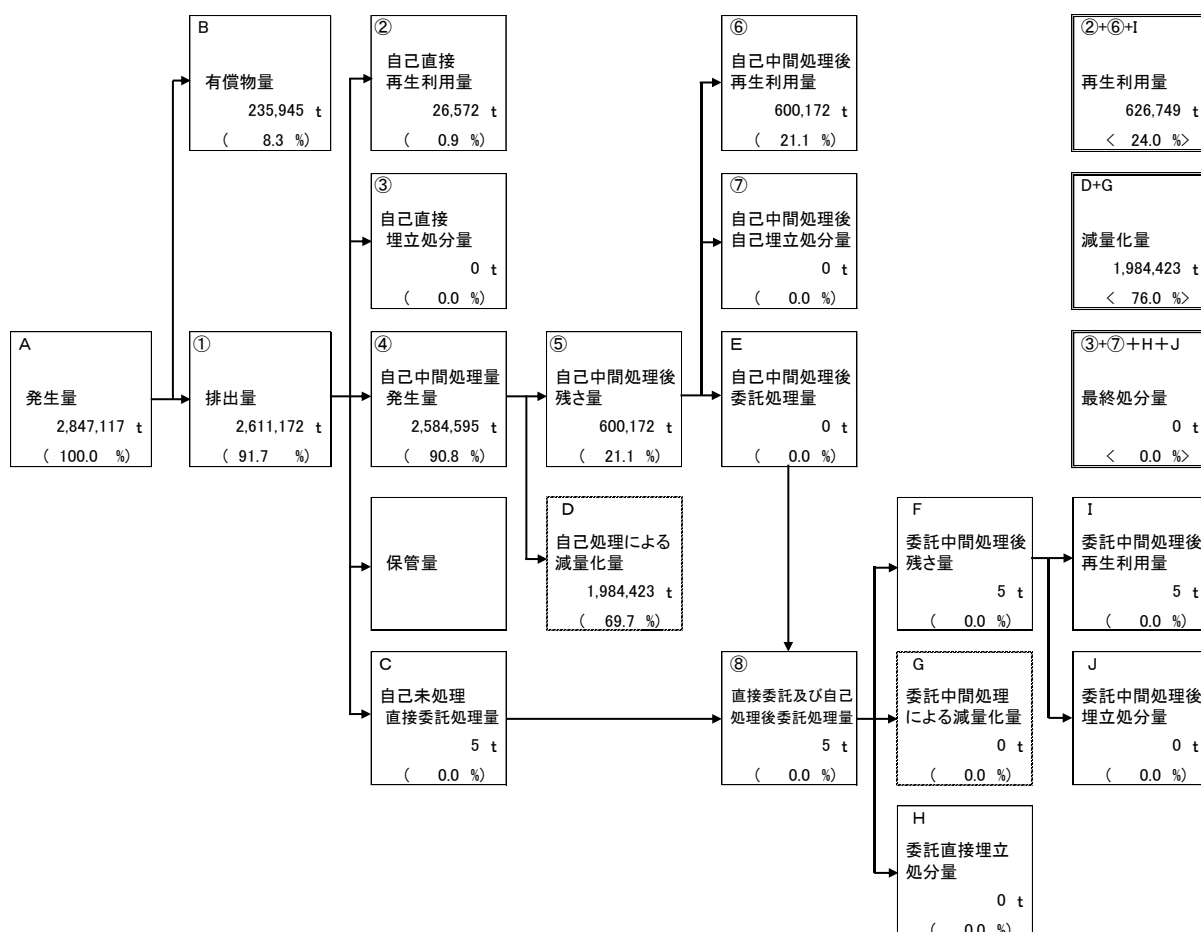 B
有償物量
235,945 t
( 8.3 %)
②
自己直接
再生利用量
26,572 t
( 0.9 %)
⑥
自己中間処理後
再生利用量
600,172 t
( 21.1 %)
②+⑥+I
再生利用量
626,749 t
< 24.0 %>
③
自己直接
埋立処分量
0 t
( 0.0 %)
⑦
自己中間処理後
自己埋立処分量
0 t
( 0.0 %)
D+G
減量化量
1,984,423 t
< 76.0 %>
A
発生量
2,847,117 t
( 100.0 %)
①
排出量
2,611,172 t
( 91.7 %)
④
自己中間処理量
発生量
2,584,595 t
( 90.8 %)
⑤
自己中間処理後
残さ量
600,172 t
( 21.1 %)
E
自己中間処理後
委託処理量
0 t
( 0.0 %)
③+⑦+H+J
最終処分量
0 t
< 0.0 %>
保管量
D
自己処理による
減量化量
1,984,423 t
( 69.7 %)
F
委託中間処理後
残さ量
5 t
( 0.0 %)
I
委託中間処理後
再生利用量
5 t
( 0.0 %)
C
自己未処理
直接委託処理量
5 t
( 0.0 %)
⑧
直接委託及び自己
処理後委託処理量
5 t
( 0.0 %)
G
委託中間処理
による減量化量
0 t
( 0.0 %)
J
委託中間処理後
埋立処分量
0 t
( 0.0 %)
H
委託直接埋立
処分量
0 t
( 0.0 %)